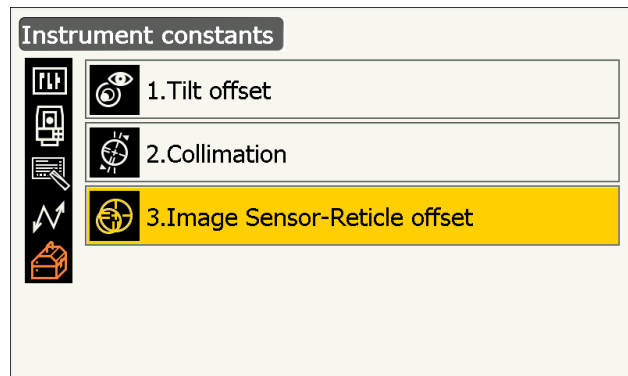 Instrument constants
1.Tilt offset
2.Collimation
3.Image Sensor-Reticle offset